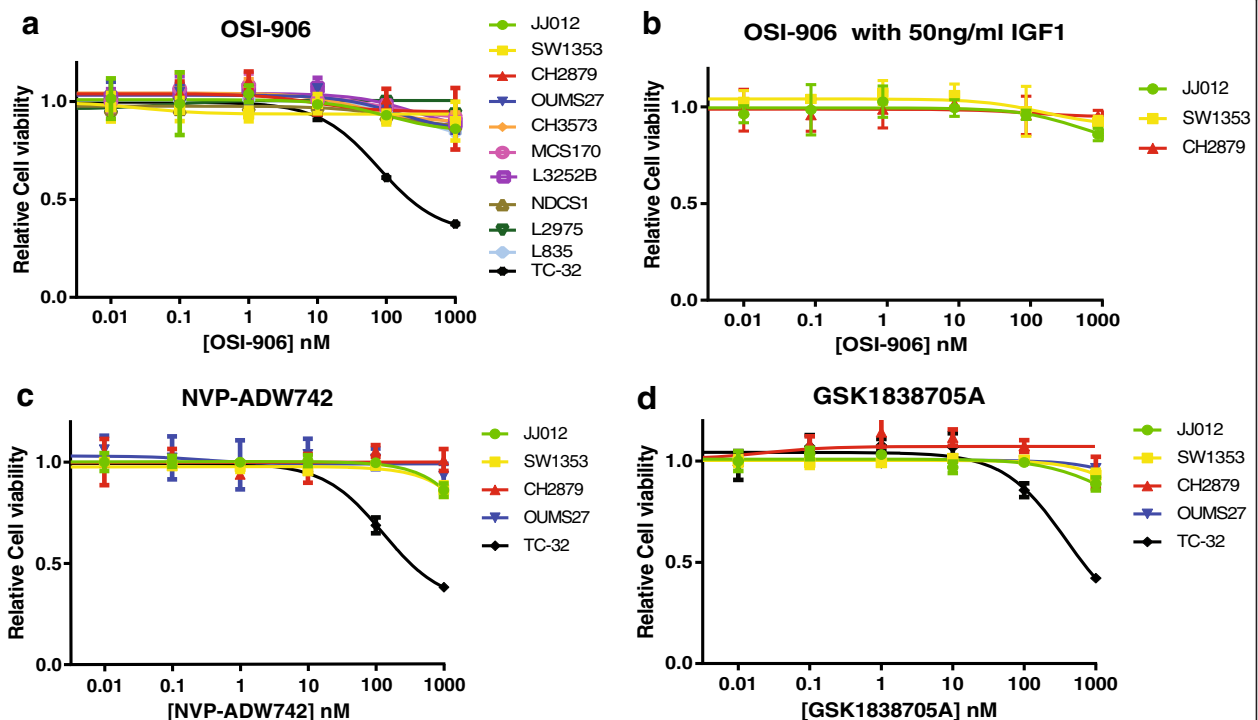 a
OSI-906
Relative Cell viability
1.0
0.5
0.0
0.01 0.1 1 10 100 1000
[OSI-906] nM
JJ012
SW1353
CH2879
OUMS27
CH3573
MCS170
L3252B
NDCS1
L2975
L835
TC-32
b
OSI-906 with 50ng/ml IGF1
Relative Cell viability
1.0
0.5
0.0
0.01 0.1 1 10 100 1000
[OSI-906] nM
JJ012
SW1353
CH2879
c
NVP-ADW742
Relative Cell viability
1.0
0.5
0.0
0.01 0.1 1 10 100 1000
[NVP-ADW742] nM
JJ012
SW1353
CH2879
OUMS27
TC-32
d
GSK1838705A
Relative Cell viability
1.0
0.5
0.0
0.01 0.1 1 10 100 1000
[GSK1838705A] nM
JJ012
SW1353
CH2879
OUMS27
TC-32